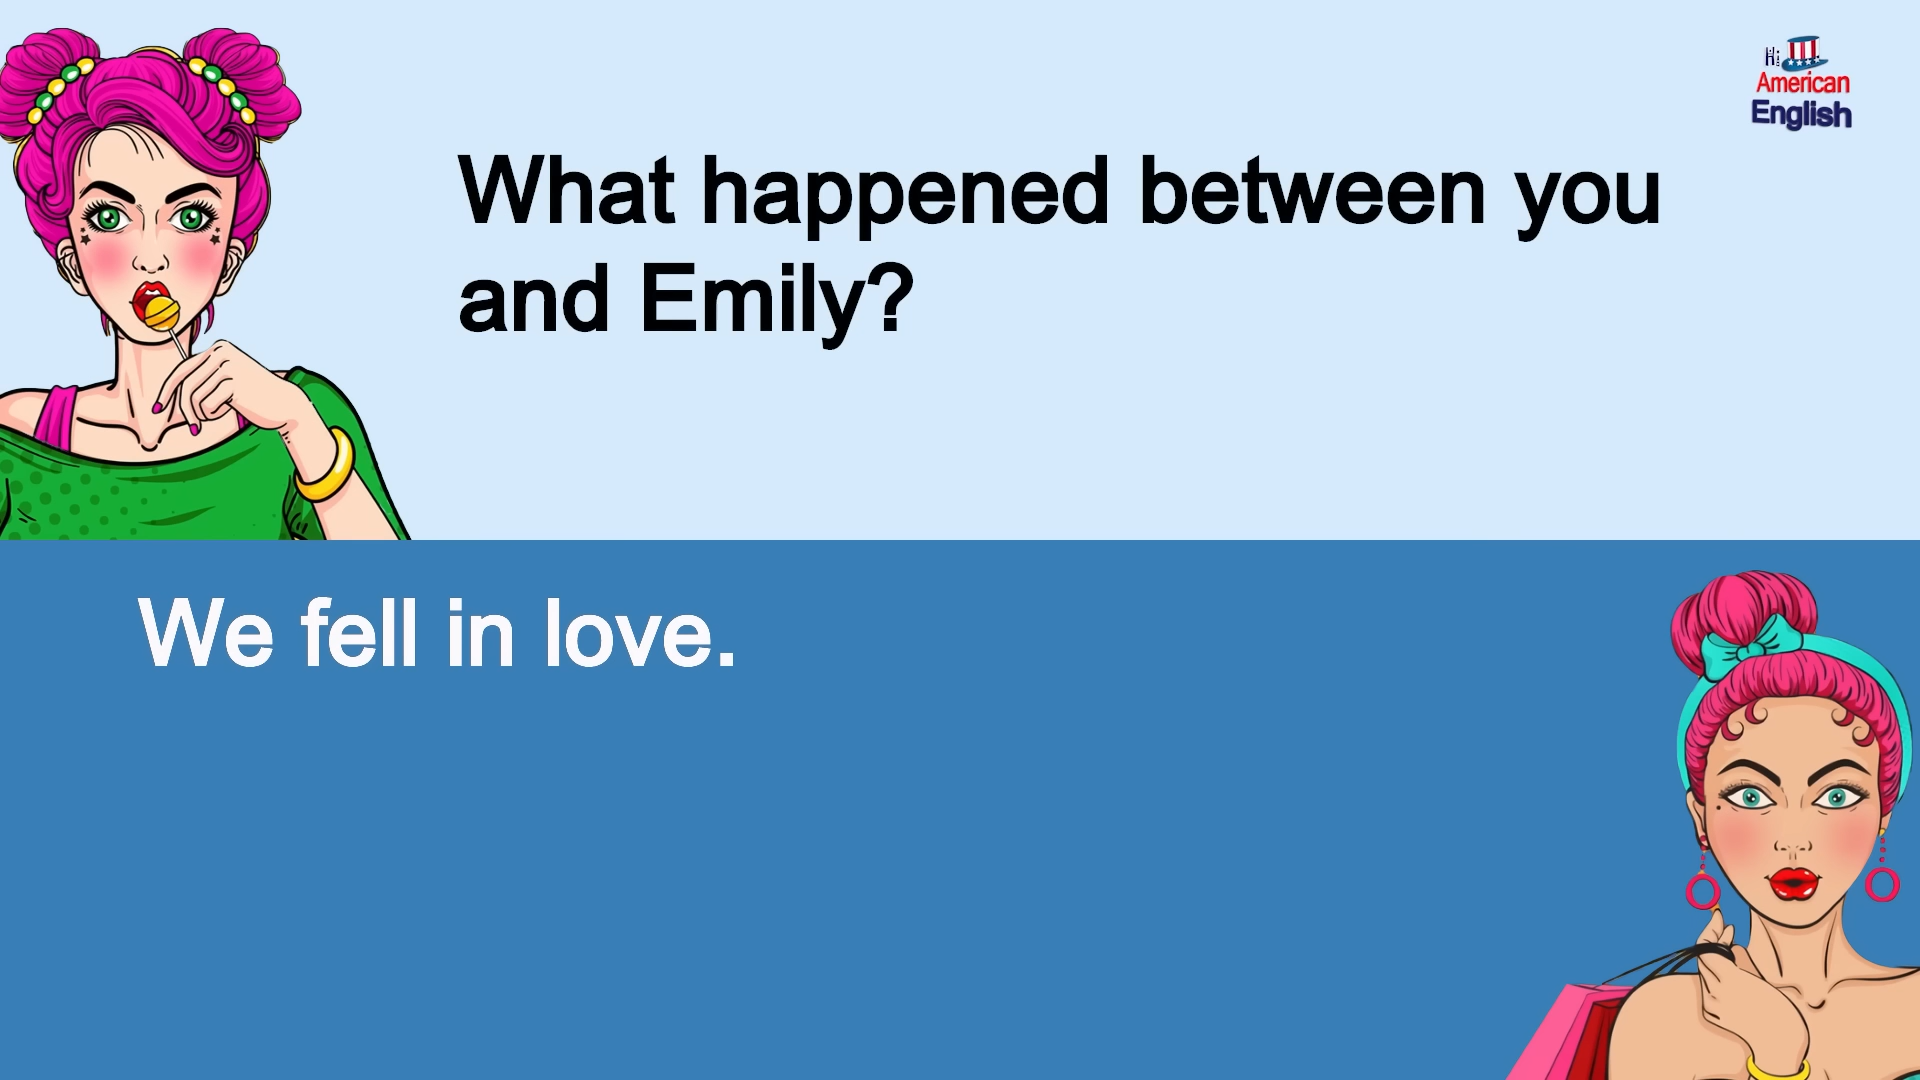 Hi
American
English
What happened between you
and Emily?
We fell in love.